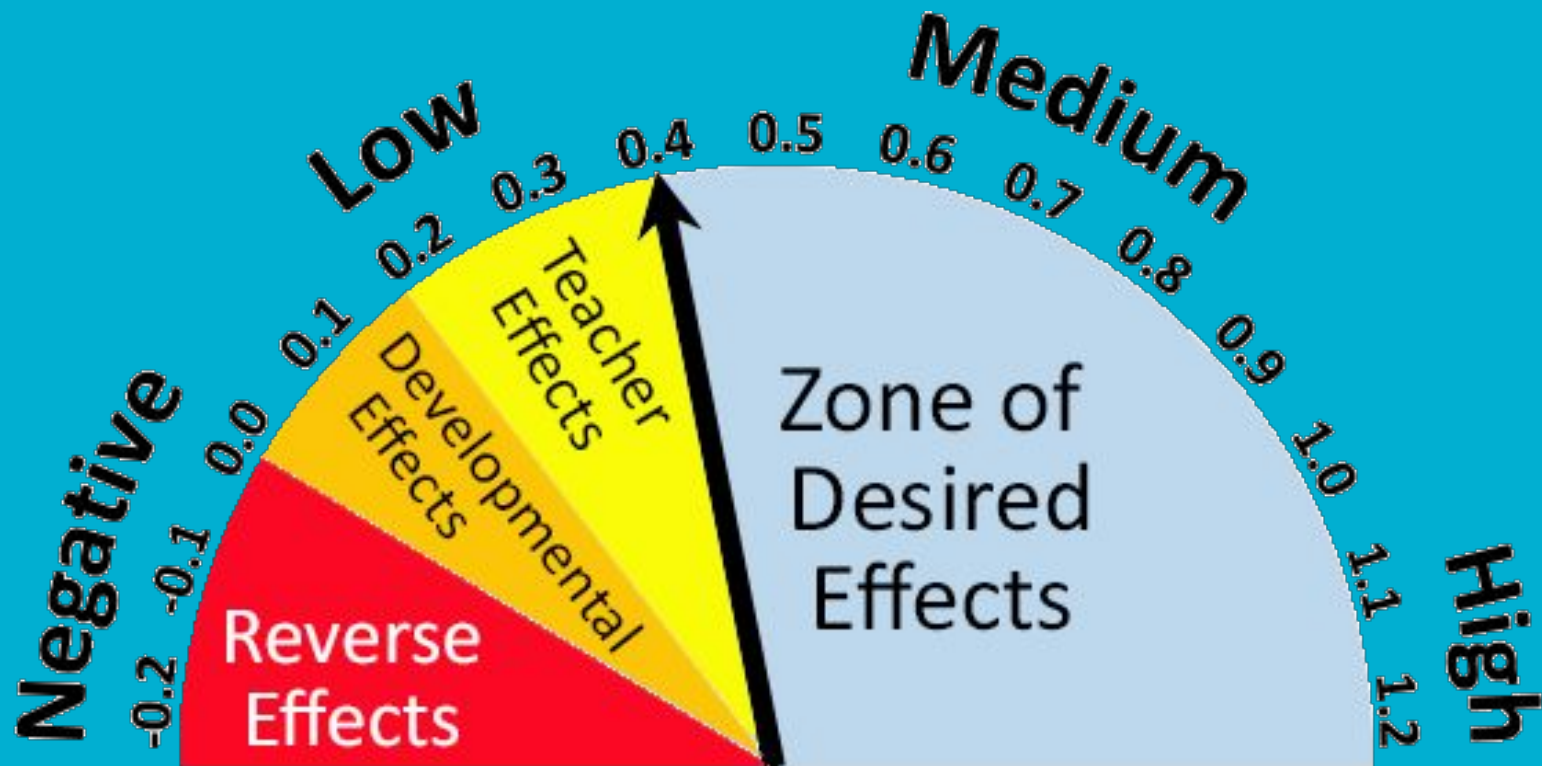 Negative
Low
Medium
High
-0.2
-0.1
0.0
0.1
0.2
0.3
0.4
0.5
0.6
0.7
0.8
0.9
1.0
1.1
1.2
Reverse
Effects
Developmental
Effects
Teacher
Effects
Zone of
Desired
Effects